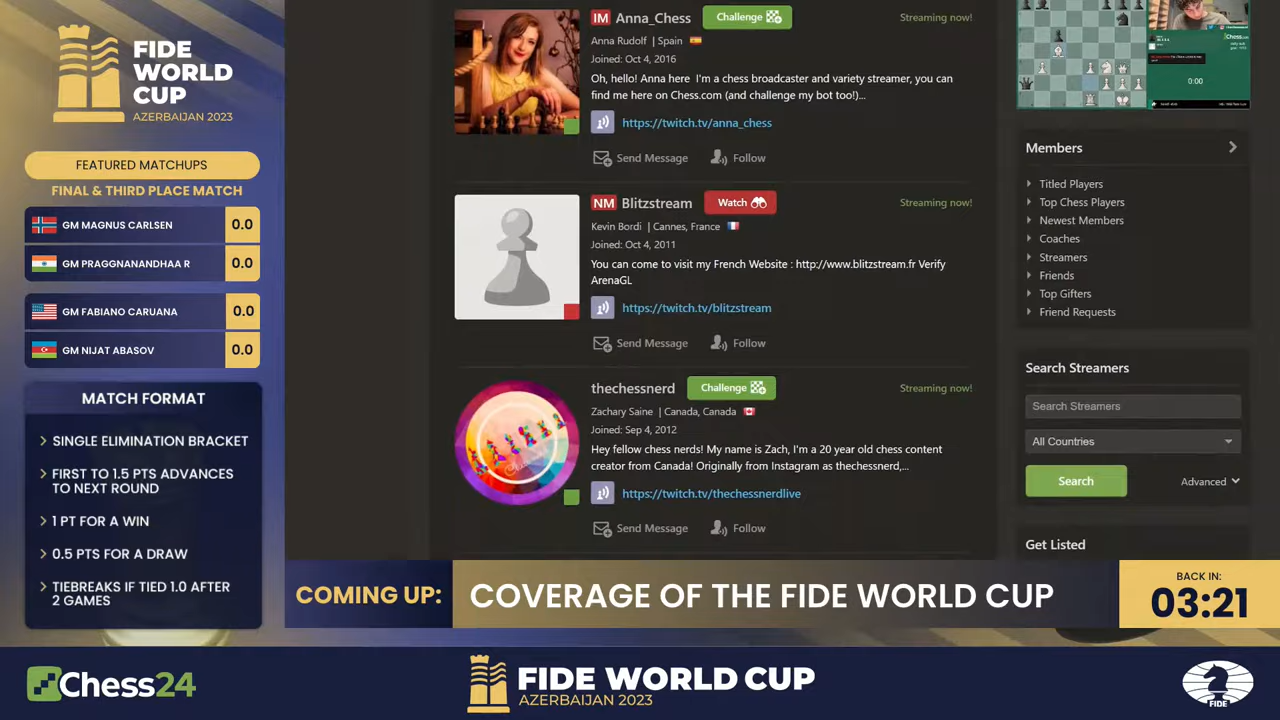 FIDE
WORLD
CUP
AZERBAIJAN 2023
FEATURED MATCHUPS
FINAL & THIRD PLACE MATCH
GM MAGNUS CARLSEN 0.0
GM PRAGGNANANDHAA R 0.0
GM FABIANO CARUANA 0.0
GM NIJAT ABASOV 0.0
MATCH FORMAT
SINGLE ELIMINATION BRACKET
FIRST TO 1.5 PTS ADVANCES
TO NEXT ROUND
1 PT FOR A WIN
0.5 PTS FOR A DRAW
TIEBREAKS IF TIED 1.0 AFTER
2 GAMES
IM Anna_Chess Challenge Streaming now!
Anna Rudolf | Spain
Joined: Oct 4, 2016
Oh, hello! Anna here I'm a chess broadcaster and variety streamer, you can
find me here on Chess.com (and challenge my bot too!)...
https://twitch.tv/anna_chess
Send Message Follow
NM Blitzstream Watch Streaming now!
Kevin Bordi | Cannes, France
Joined: Oct 4, 2011
You can come to visit my French Website : http://www.blitzstream.fr Verify
ArenaGL
https://twitch.tv/blitzstream
Send Message Follow
thechessnerd Challenge Streaming now!
Zachary Saine | Canada, Canada
Joined: Sep 4, 2012
Hey fellow chess nerds! My name is Zach, I'm a 20 year old chess content
creator from Canada! Originally from Instagram as thechessnerd,...
https://twitch.tv/thechessnerdlive
Send Message Follow
Chess.com
0:00
Members
Titled Players
Top Chess Players
Newest Members
Coaches
Streamers
Friends
Top Gifters
Friend Requests
Search Streamers
Search Streamers
All Countries
Search Advanced
Get Listed
COMING UP: COVERAGE OF THE FIDE WORLD CUP
BACK IN:
03:21
Chess24
FIDE WORLD CUP
AZERBAIJAN 2023
FIDE